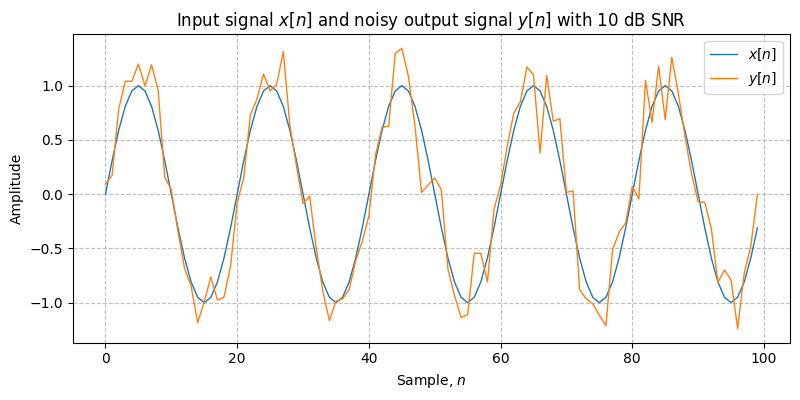 Input signal x[n] and noisy output signal y[n] with 10 dB SNR
x[n]
y[n]
1.0
0.5
0.0
−0.5
−1.0
Amplitude
0 20 40 60 80 100
Sample, n